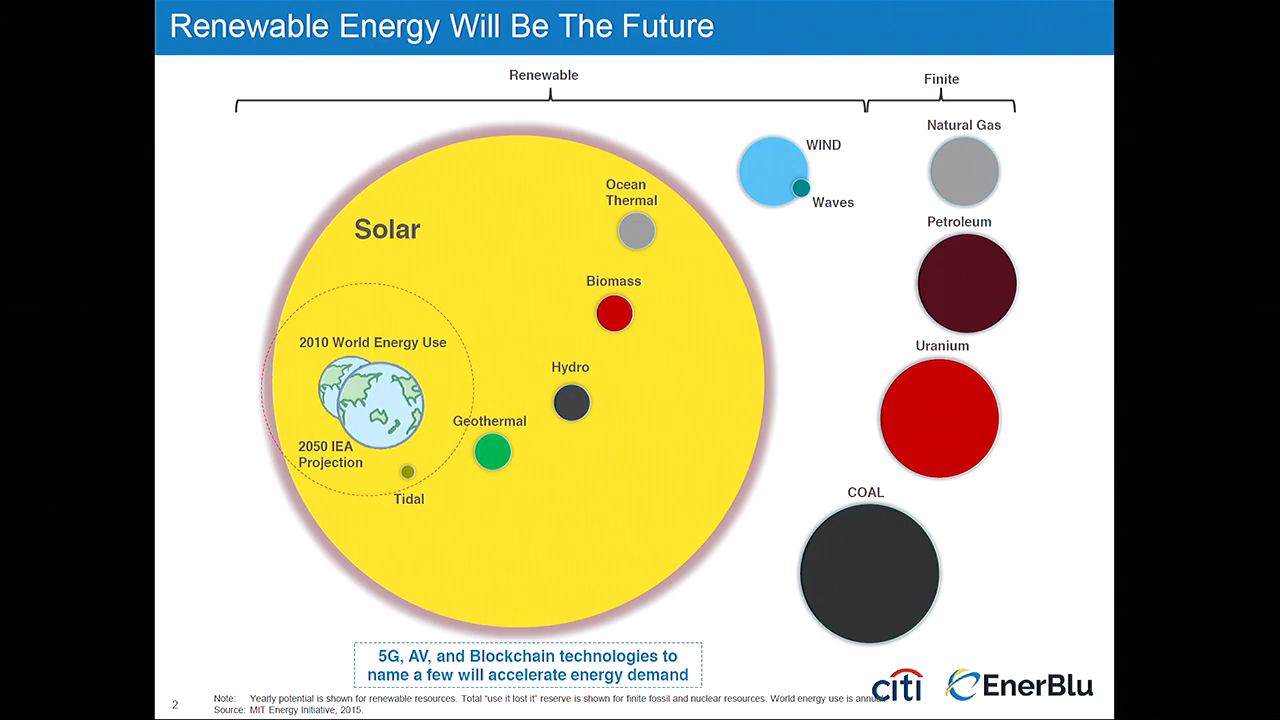 Renewable Energy Will Be The Future
Renewable
Finite
Natural Gas
WIND
Waves
Ocean
Thermal
Solar
Petroleum
Biomass
2010 World Energy Use
Uranium
Hydro
Geothermal
2050 IEA
Projection
Tidal
COAL
5G, AV, and Blockchain technologies to
name a few will accelerate energy demand
citi
EnerBlu
2
Note: Yearly potential is shown for renewable resources. Total "use it lost it" reserve is shown for finite fossil and nuclear resources. World energy use is annual.
Source: MIT Energy Initiative, 2015.